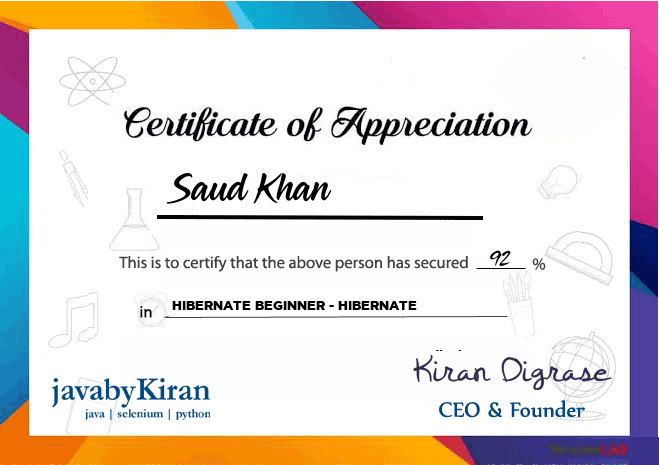 Certificate of Appreciation
Saud Khan
This is to certify that the above person has secured 92 %
in HIBERNATE BEGINNER - HIBERNATE
Kiran Digrase
javabyKiran
CEO & Founder
java | selenium | python